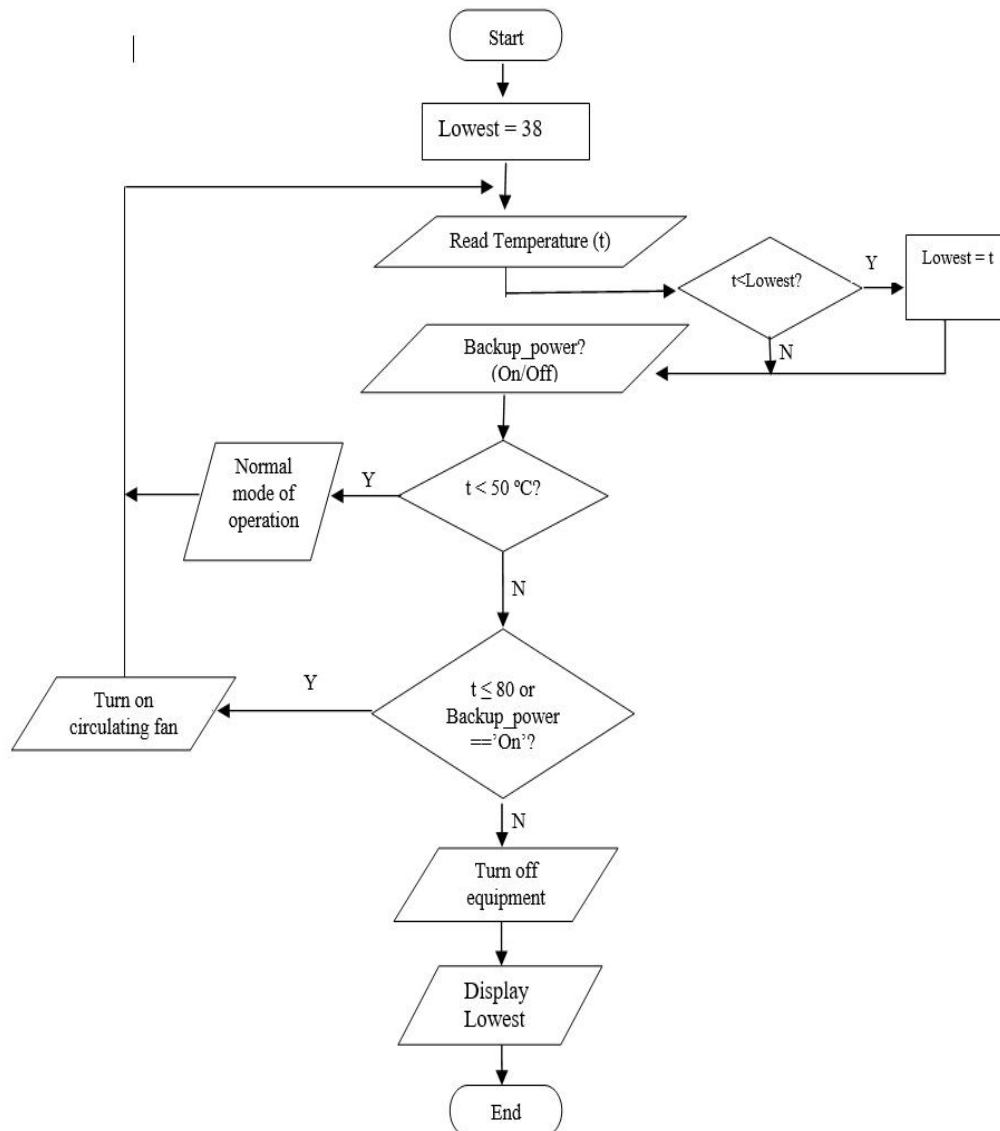 Start
Lowest = 38
Read Temperature (t)
t<Lowest?
Y
Lowest = t
N
Backup_power?
(On/Off)
t < 50 ºC?
Y
Normal
mode of
operation
N
t ≤ 80 or
Backup_power
==’On’?
Y
Turn on
circulating fan
N
Turn off
equipment
Display
Lowest
End